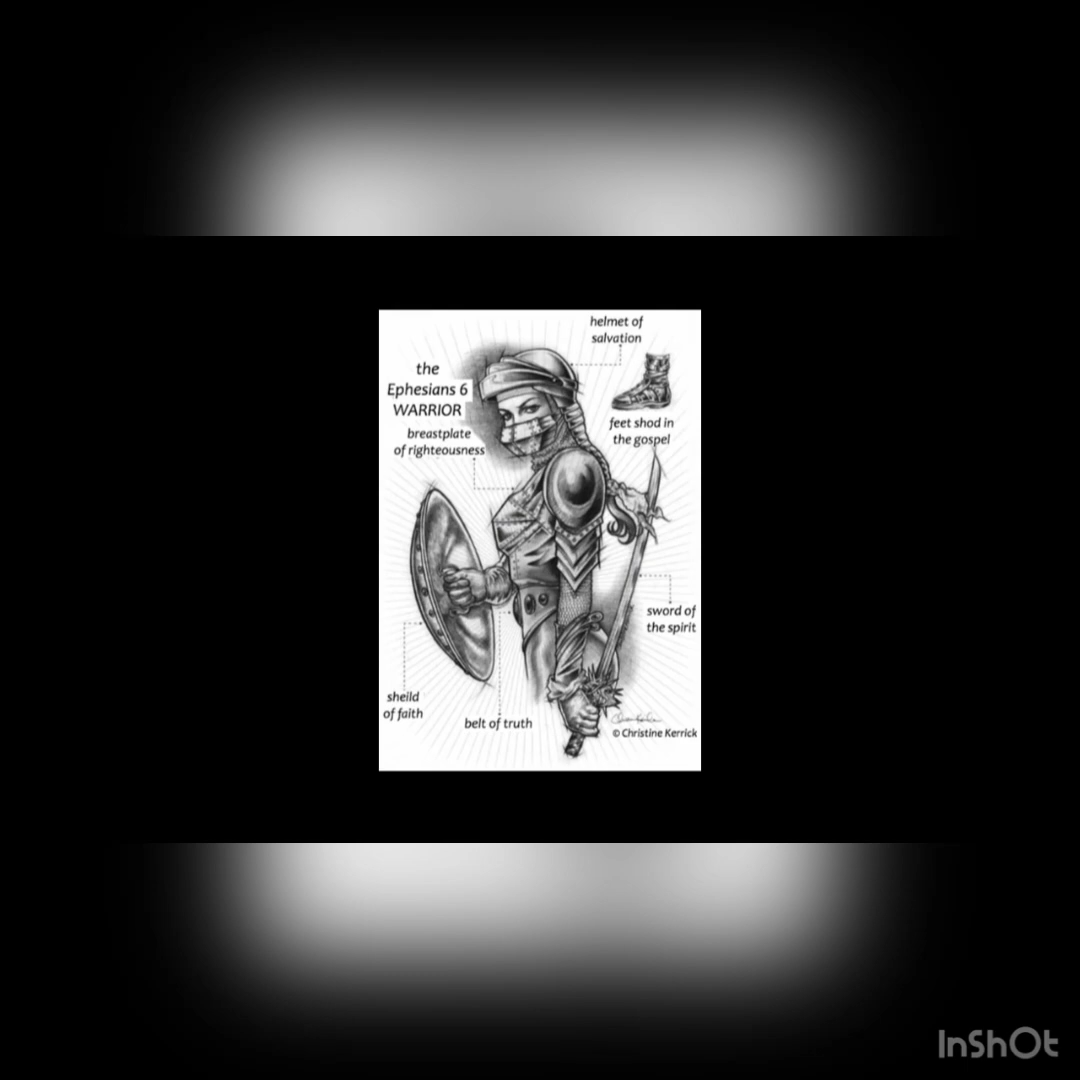 helmet of
salvation
the
Ephesians 6
WARRIOR
breastplate
of righteousness
feet shod in
the gospel
sword of
the spirit
sheild
of faith
belt of truth
© Christine Kerrick
InShOt